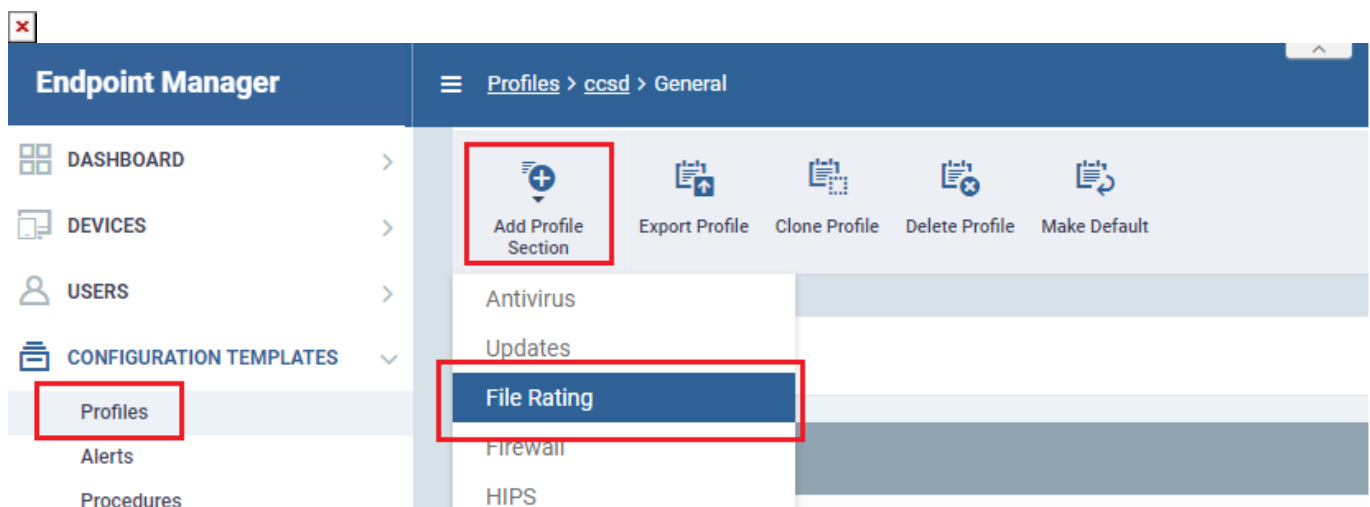 Endpoint Manager
Profiles > ccsd > General
DASHBOARD
DEVICES
USERS
CONFIGURATION TEMPLATES
Profiles
Alerts
Procedures
Add Profile
Section
Export Profile
Clone Profile
Delete Profile
Make Default
Antivirus
Updates
File Rating
Firewall
HIPS